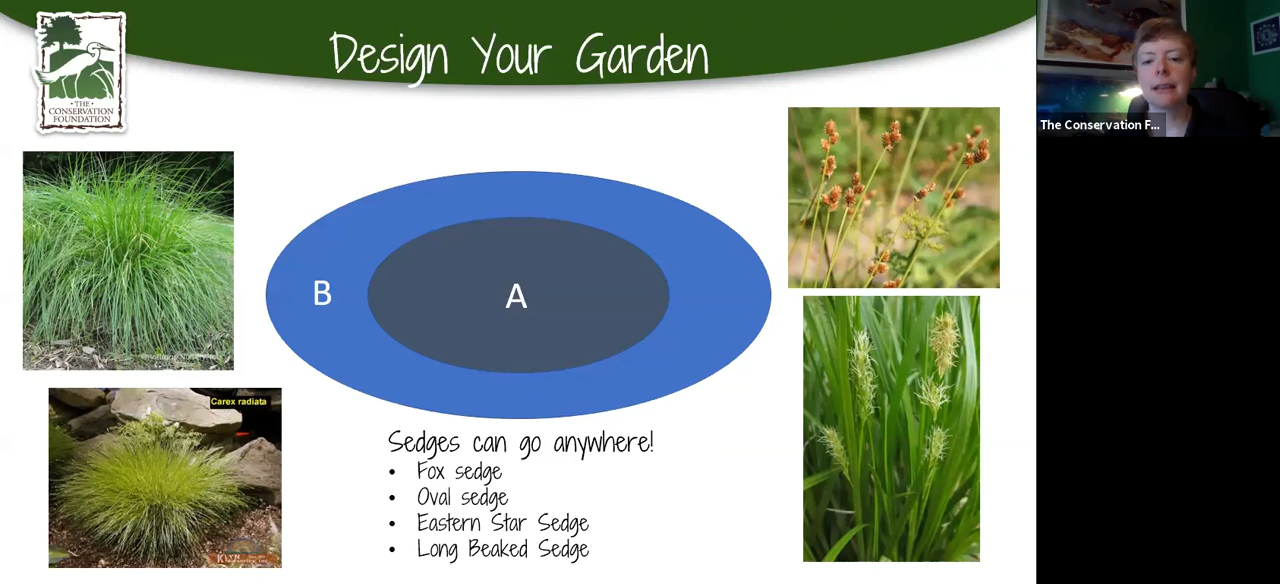 Design Your Garden
THE
CONSERVATION
FOUNDATION
The Conservation F...
B
A
Carex radiata
Sedges can go anywhere!
• Fox sedge
• Oval sedge
• Eastern Star Sedge
• Long Beaked Sedge
KLYN